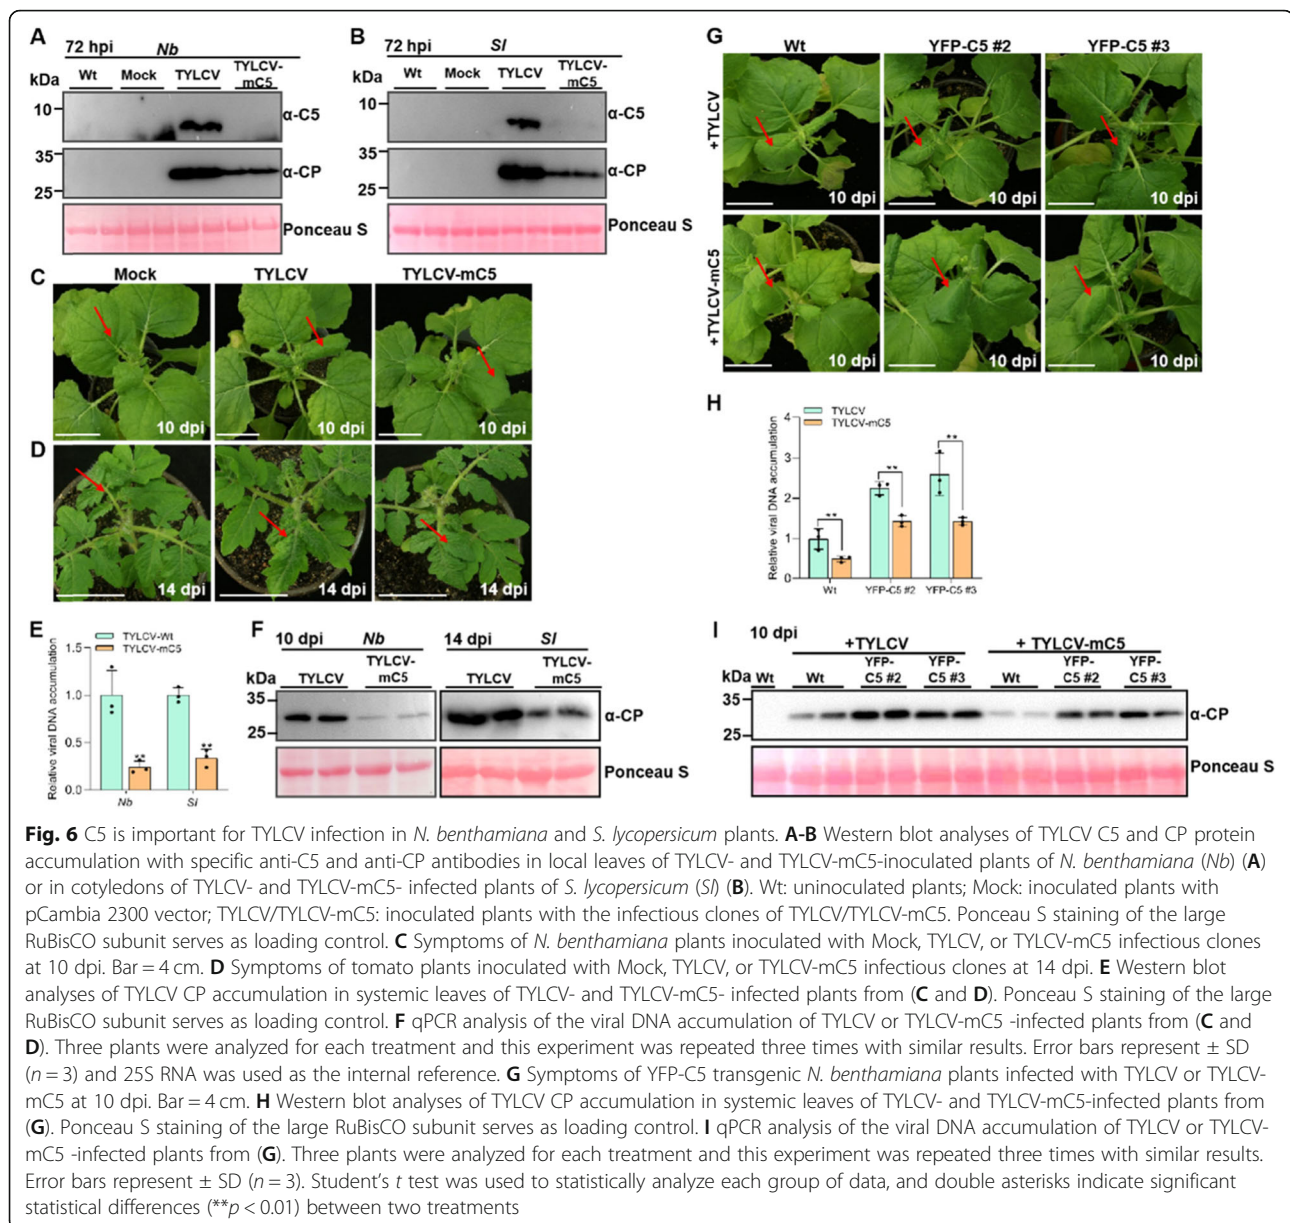 A
72 hpi
Nb
kDa
Wt
Mock
TYLCV
TYLCV-
mC5
10
α-C5
35
25
α-CP
Ponceau S
B
72 hpi
Sl
kDa
Wt
Mock
TYLCV
TYLCV-
mC5
10
α-C5
35
25
α-CP
Ponceau S
C
Mock
TYLCV
TYLCV-mC5
10 dpi
10 dpi
10 dpi
D
14 dpi
14 dpi
14 dpi
E
TYLCV-Wt
TYLCV-mC5
Relative viral DNA accumulation
1.5
1.0
0.5
0.0
**
**
Nb
Sl
F
10 dpi
Nb
14 dpi
Sl
kDa
TYLCV
TYLCV-
mC5
kDa
TYLCV
TYLCV-
mC5
35
25
35
25
α-CP
Ponceau S
G
Wt
YFP-C5 #2
YFP-C5 #3
+TYLCV
10 dpi
10 dpi
10 dpi
+TYLCV-mC5
10 dpi
10 dpi
10 dpi
H
TYLCV
TYLCV-mC5
Relative viral DNA accumulation
4
3
2
1
0
**
**
**
Wt
YFP-C5 #2
YFP-C5 #3
I
10 dpi
+TYLCV
+ TYLCV-mC5
kDa
Wt
Wt
YFP-
C5 #2
YFP-
C5 #3
Wt
YFP-
C5 #2
YFP-
C5 #3
35
25
α-CP
Ponceau S
Fig. 6 C5 is important for TYLCV infection in N. benthamiana and S. lycopersicum plants. A-B Western blot analyses of TYLCV C5 and CP protein
accumulation with specific anti-C5 and anti-CP antibodies in local leaves of TYLCV- and TYLCV-mC5-inoculated plants of N. benthamiana (Nb) (A)
or in cotyledons of TYLCV- and TYLCV-mC5- infected plants of S. lycopersicum (Sl) (B). Wt: uninoculated plants; Mock: inoculated plants with
pCambia 2300 vector; TYLCV/TYLCV-mC5: inoculated plants with the infectious clones of TYLCV/TYLCV-mC5. Ponceau S staining of the large
RuBisCO subunit serves as loading control. C Symptoms of N. benthamiana plants inoculated with Mock, TYLCV, or TYLCV-mC5 infectious clones
at 10 dpi. Bar = 4 cm. D Symptoms of tomato plants inoculated with Mock, TYLCV, or TYLCV-mC5 infectious clones at 14 dpi. E Western blot
analyses of TYLCV CP accumulation in systemic leaves of TYLCV- and TYLCV-mC5- infected plants from (C and D). Ponceau S staining of the large
RuBisCO subunit serves as loading control. F qPCR analysis of the viral DNA accumulation of TYLCV or TYLCV-mC5 -infected plants from (C and
D). Three plants were analyzed for each treatment and this experiment was repeated three times with similar results. Error bars represent ± SD
(n = 3) and 25S RNA was used as the internal reference. G Symptoms of YFP-C5 transgenic N. benthamiana plants infected with TYLCV or TYLCV-
mC5 at 10 dpi. Bar = 4 cm. H Western blot analyses of TYLCV CP accumulation in systemic leaves of TYLCV- and TYLCV-mC5-infected plants from
(G). Ponceau S staining of the large RuBisCO subunit serves as loading control. I qPCR analysis of the viral DNA accumulation of TYLCV or TYLCV-
mC5 -infected plants from (G). Three plants were analyzed for each treatment and this experiment was repeated three times with similar results.
Error bars represent ± SD (n = 3). Student's t test was used to statistically analyze each group of data, and double asterisks indicate significant
statistical differences (**p < 0.01) between two treatments